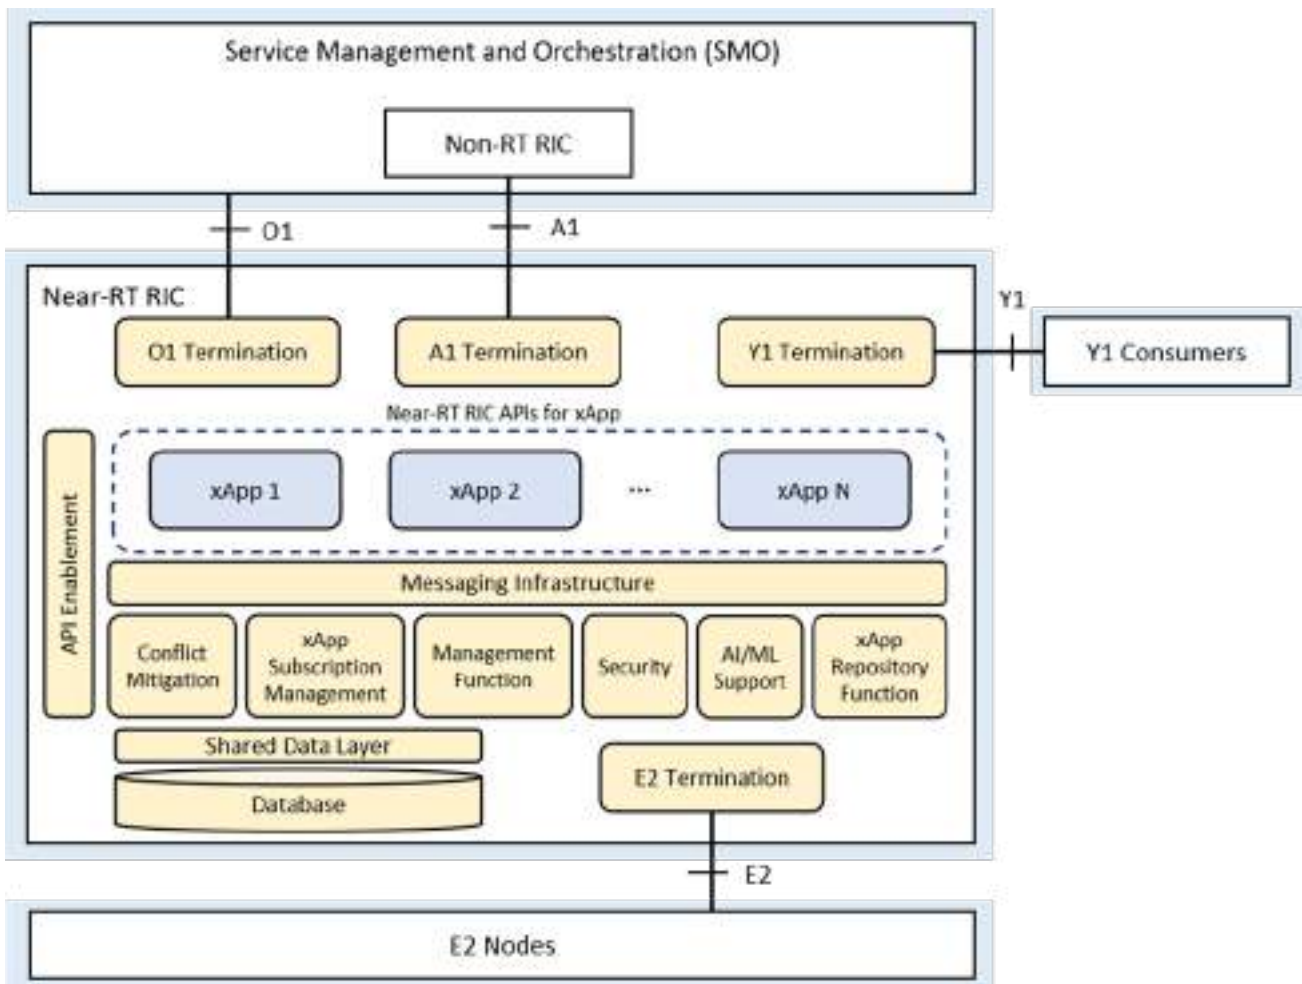 Service Management and Orchestration (SMO)
Non-RT RIC
O1
A1
Near-RT RIC
Y1
O1 Termination
A1 Termination
Y1 Termination
Y1 Consumers
Near-RT RIC APIs for xApp
xApp 1
xApp 2
...
xApp N
API Enablement
Messaging Infrastructure
Conflict
Mitigation
xApp
Subscription
Management
Management
Function
Security
AI/ML
Support
xApp
Repository
Function
Shared Data Layer
Database
E2 Termination
E2
E2 Nodes